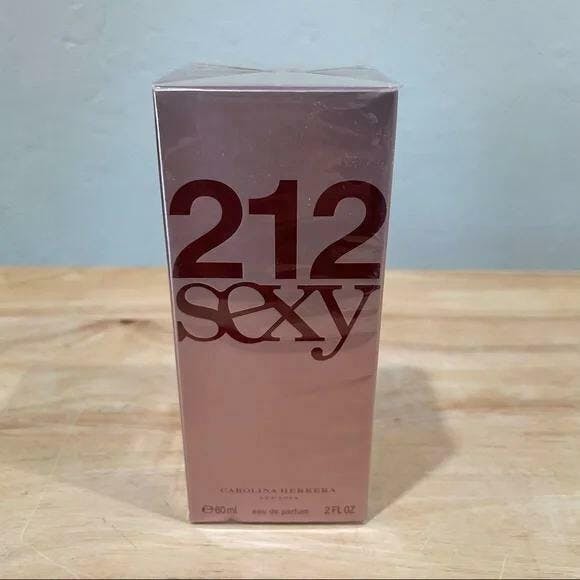 212
sexy
CAROLINA HERRERA
NEW YORK
℮60ml eau de parfum 2 FL OZ